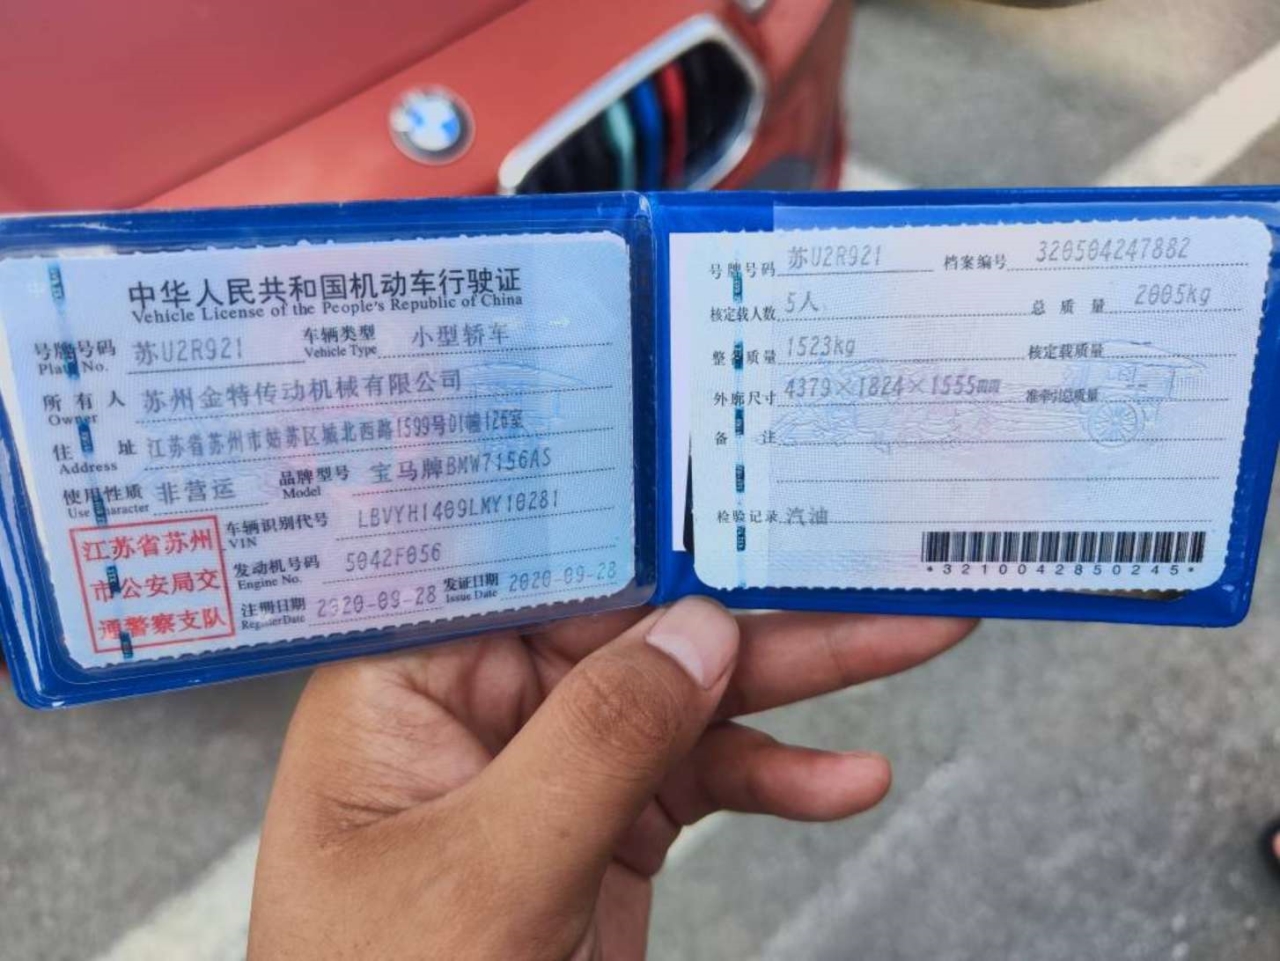 中华人民共和国机动车行驶证
Vehicle License of the People's Republic of China
号牌号码 苏U2R921 车辆类型 小型轿车
Plate No. Vehicle Type
所有人 苏州金特传动机械有限公司
Owner
住址 江苏省苏州市姑苏区城北西路1599号D1幢126室
Address
使用性质 非营运 品牌型号 宝马牌BMW7156AS
Use Character Model
车辆识别代号 LBVYH1409LMY10281
VIN
发动机号码 5042F056
Engine No.
注册日期 2020-09-28 发证日期 2020-09-28
Register Date Issue Date
江苏省苏州
市公安局交
通警察支队
号牌号码 苏U2R921 档案编号 320504247882
核定载人数 5人 总质量 2005kg
整备质量 1523kg 核定载质量 --
外廓尺寸 4379×1824×1555mm 准牵引总质量 --
备注
检验记录 汽油
*3210042850245*